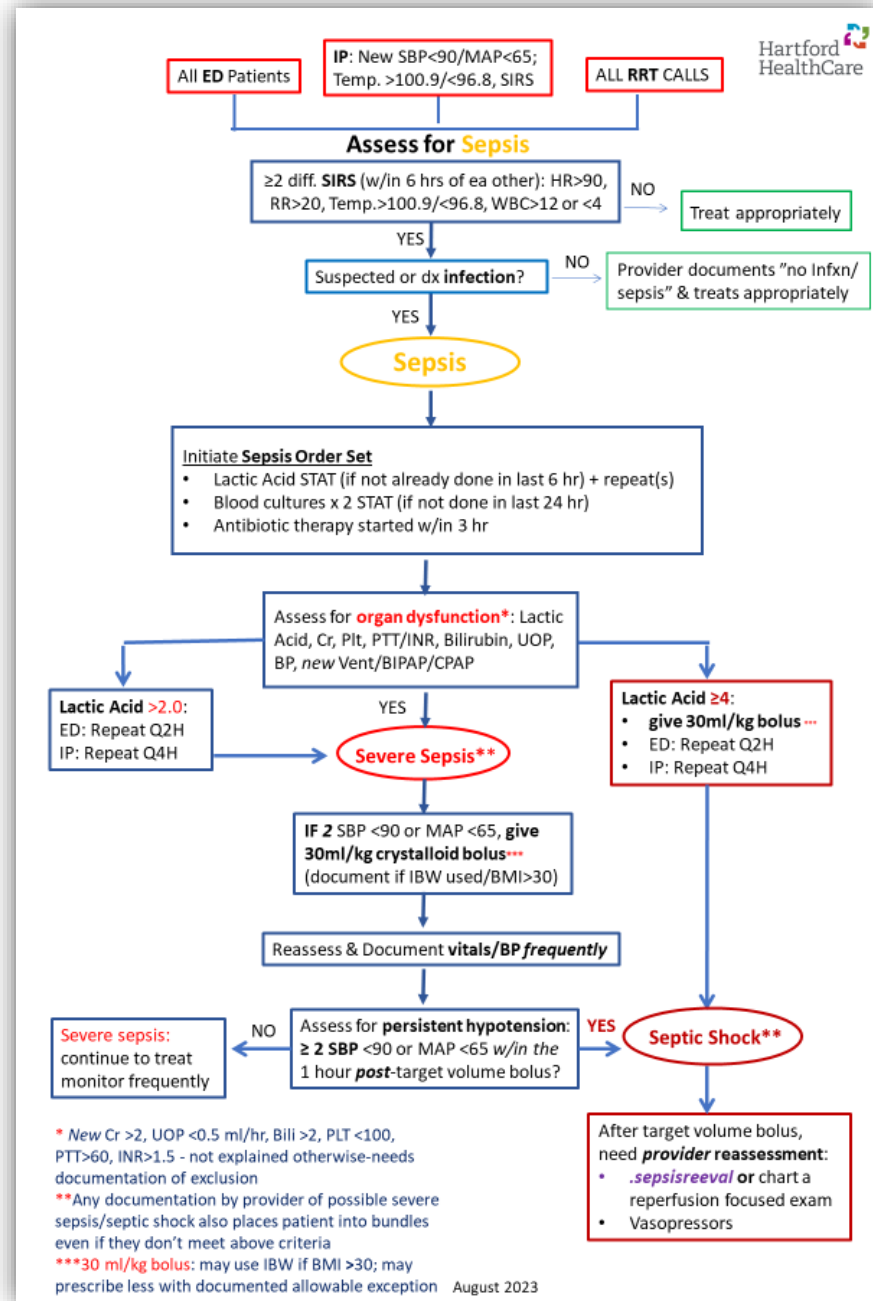 Hartford
HealthCare
All ED Patients
IP: New SBP<90/MAP<65;
Temp. >100.9/<96.8, SIRS
ALL RRT CALLS
Assess for Sepsis
≥2 diff. SIRS (w/in 6 hrs of ea other): HR>90,
RR>20, Temp.>100.9/<96.8, WBC>12 or <4
NO
Treat appropriately
YES
Suspected or dx infection?
NO
Provider documents ”no Infxn/
sepsis” & treats appropriately
YES
Sepsis
Initiate Sepsis Order Set
• Lactic Acid STAT (if not already done in last 6 hr) + repeat(s)
• Blood cultures x 2 STAT (if not done in last 24 hr)
• Antibiotic therapy started w/in 3 hr
Assess for organ dysfunction*: Lactic
Acid, Cr, Plt, PTT/INR, Bilirubin, UOP,
BP, new Vent/BIPAP/CPAP
Lactic Acid >2.0:
ED: Repeat Q2H
IP: Repeat Q4H
YES
Severe Sepsis**
Lactic Acid ≥4:
• give 30ml/kg bolus ***
• ED: Repeat Q2H
• IP: Repeat Q4H
IF 2 SBP <90 or MAP <65, give
30ml/kg crystalloid bolus***
(document if IBW used/BMI>30)
Reassess & Document vitals/BP frequently
Assess for persistent hypotension:
≥ 2 SBP <90 or MAP <65 w/in the
1 hour post-target volume bolus?
NO
Severe sepsis:
continue to treat
monitor frequently
YES
Septic Shock**
After target volume bolus,
need provider reassessment:
• .sepsisreeval or chart a
reperfusion focused exam
• Vasopressors
* New Cr >2, UOP <0.5 ml/hr, Bili >2, PLT <100,
PTT>60, INR>1.5 - not explained otherwise-needs
documentation of exclusion
**Any documentation by provider of possible severe
sepsis/septic shock also places patient into bundles
even if they don’t meet above criteria
***30 ml/kg bolus: may use IBW if BMI >30; may
prescribe less with documented allowable exception
August 2023